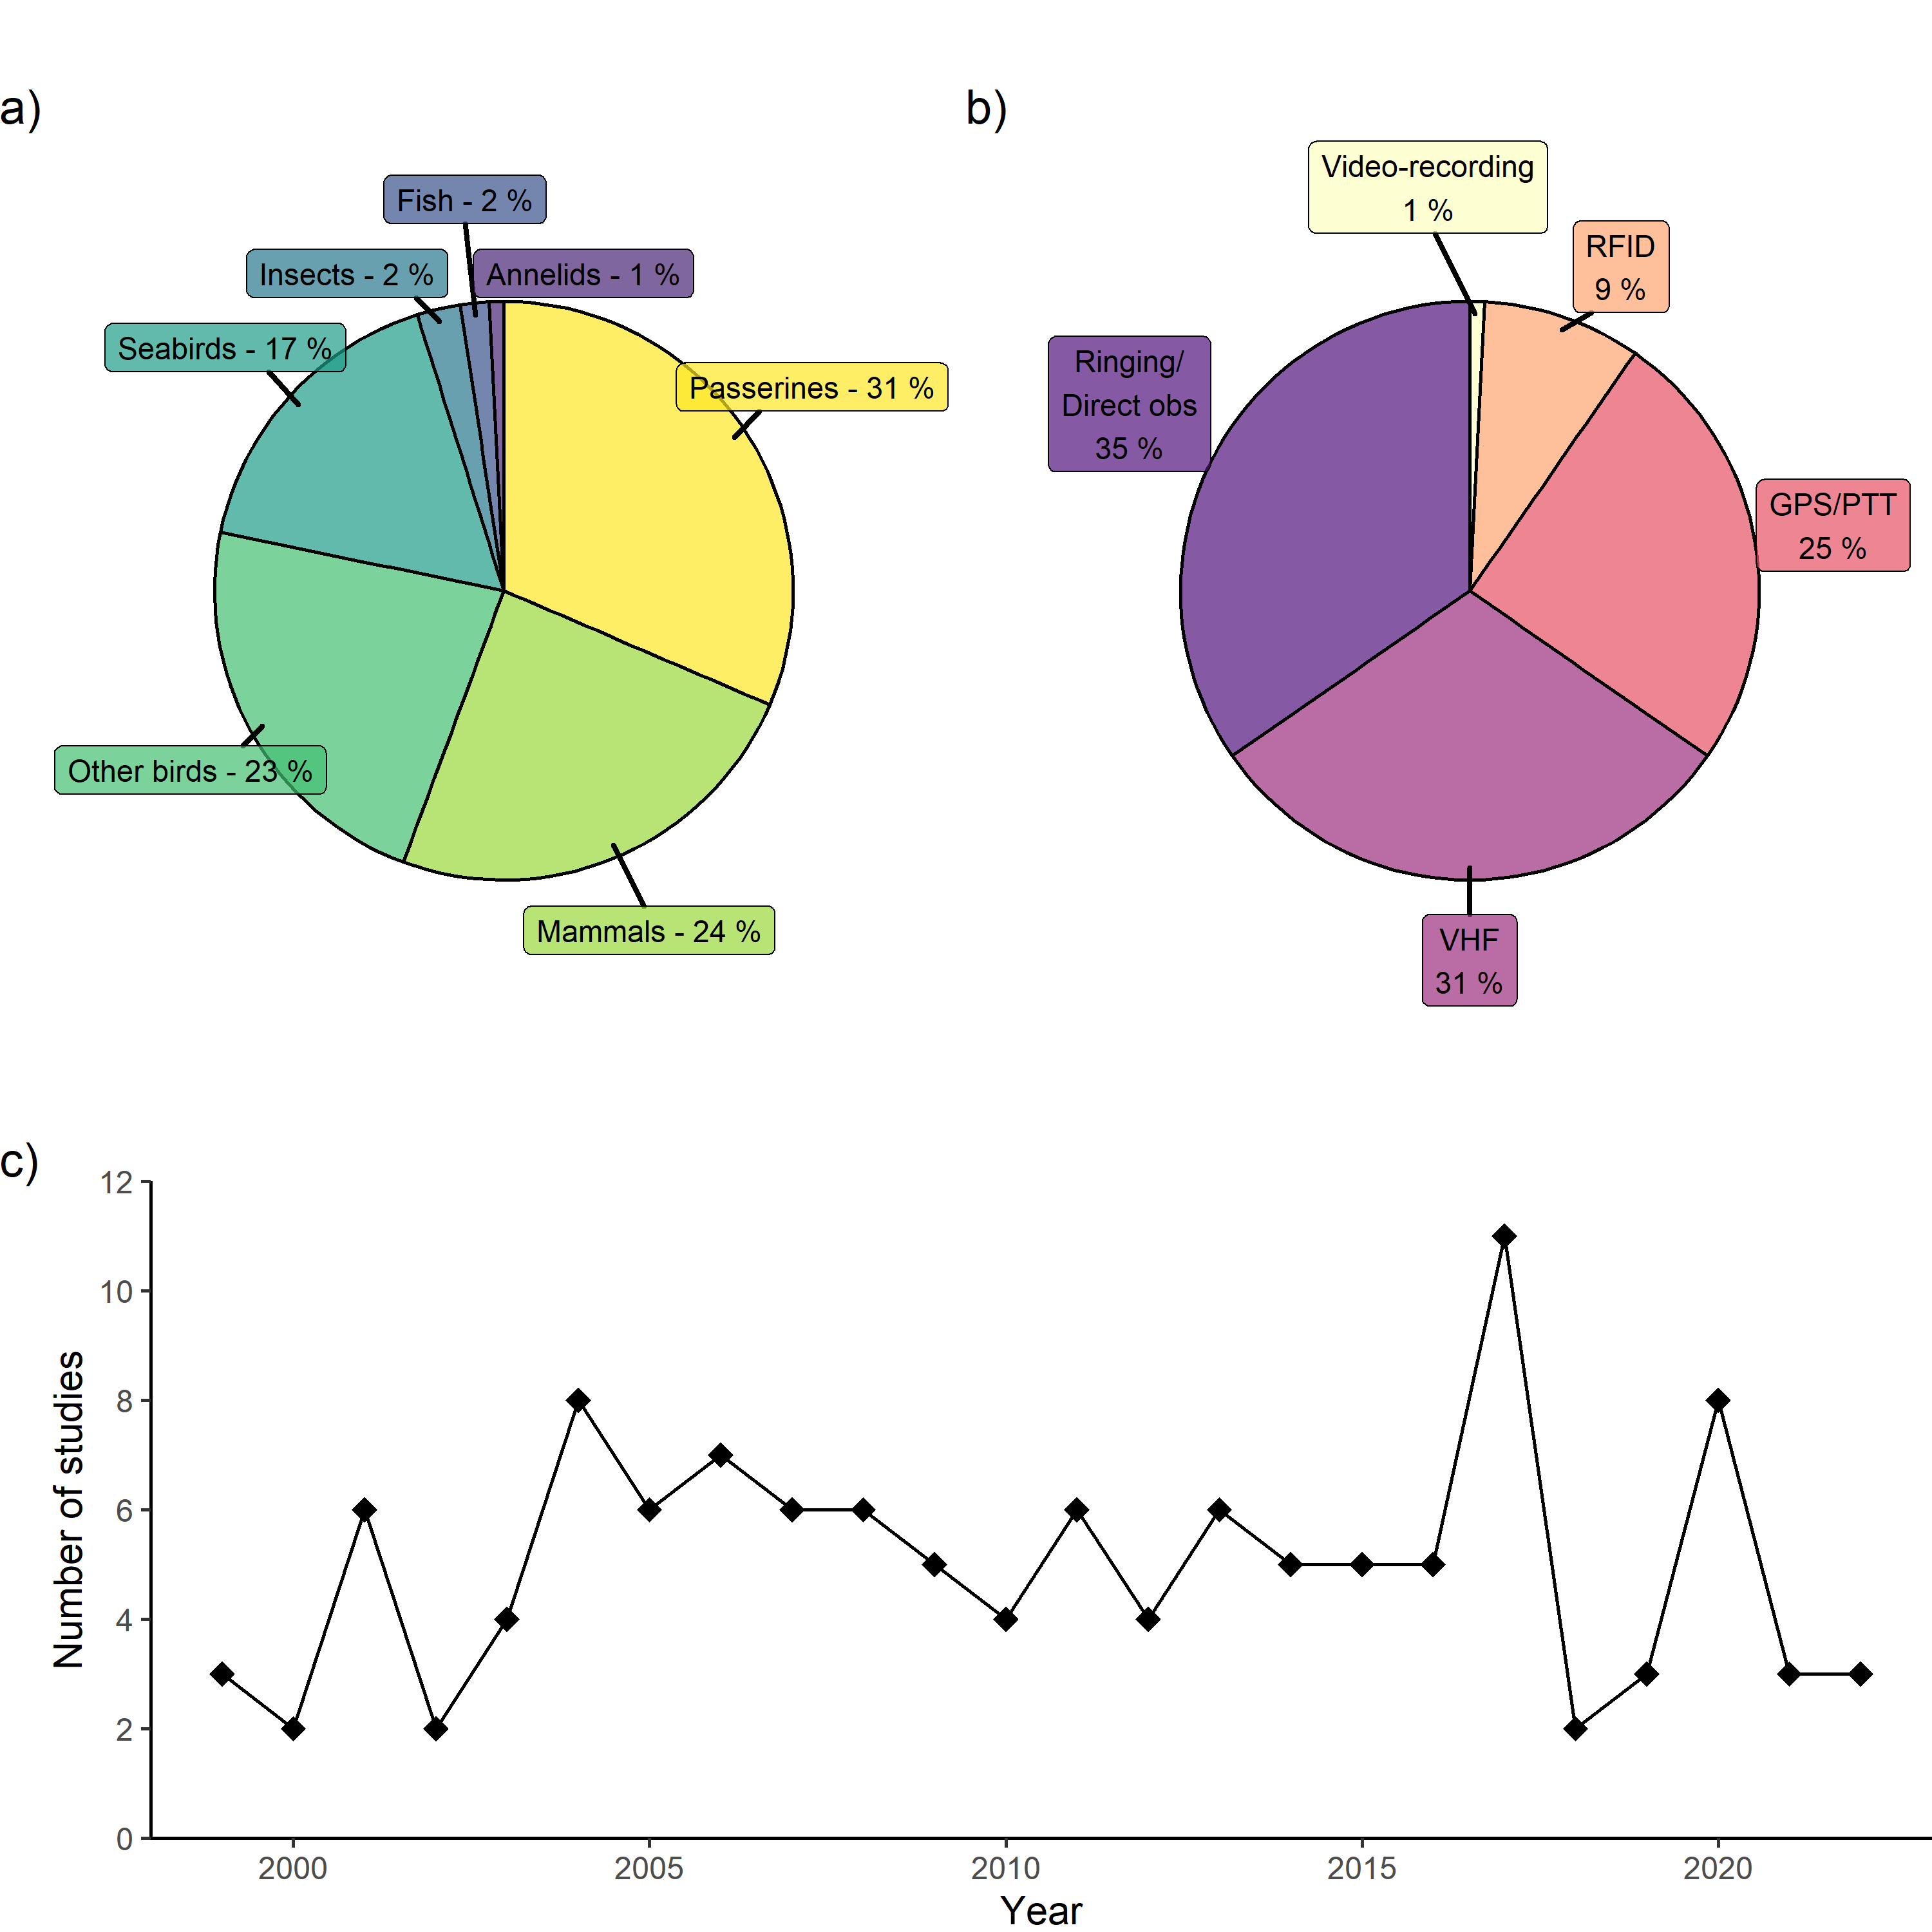 a)
Fish - 2 %
Insects - 2 %
Annelids - 1 %
Seabirds - 17 %
Passerines - 31 %
Other birds - 23 %
Mammals - 24 %
b)
Video-recording
1 %
RFID
9 %
Ringing/
Direct obs
35 %
GPS/PTT
25 %
VHF
31 %
c)
12
10
8
6
4
2
0
Number of studies
2000
2005
2010
2015
2020
Year